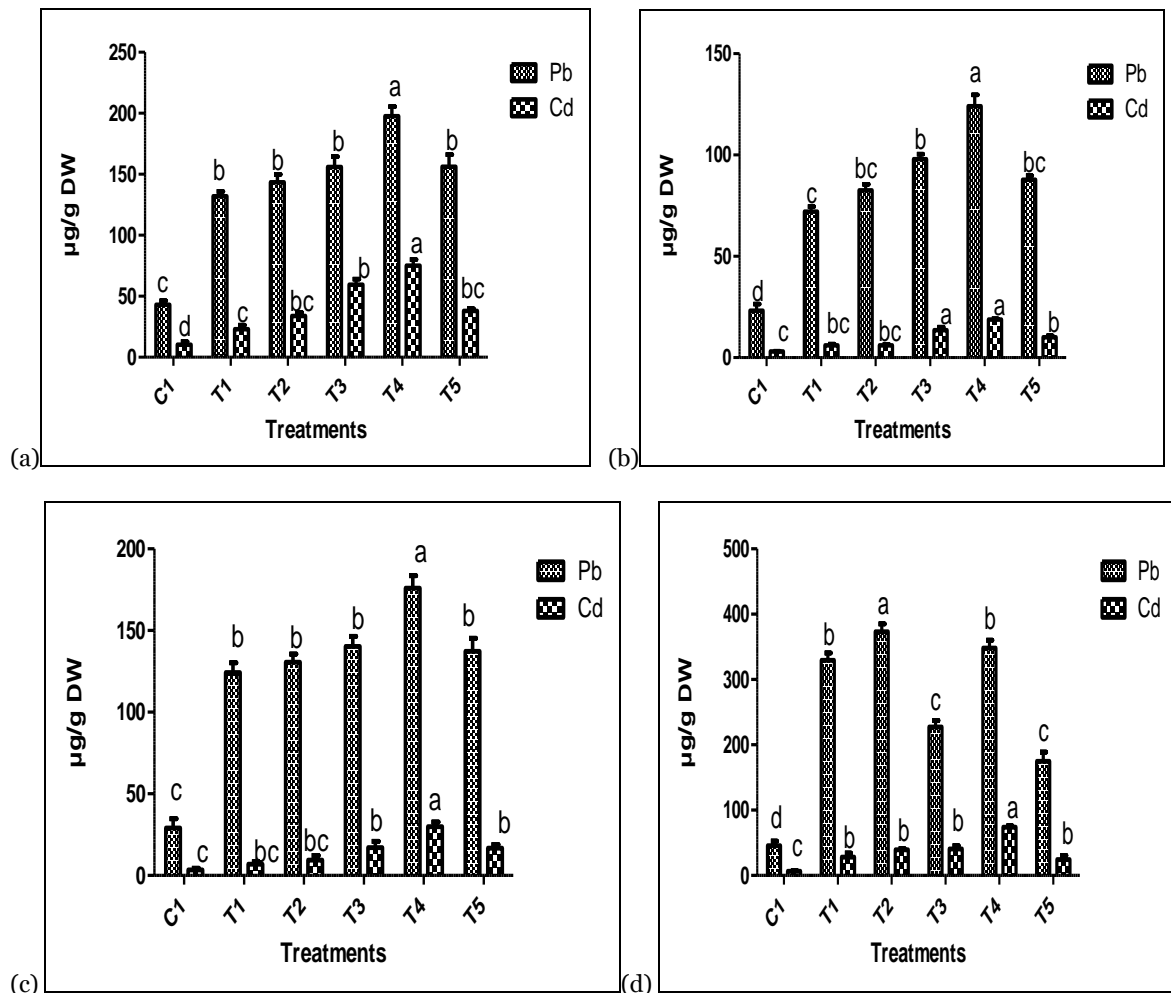 250
200
150
100
50
0
µg/g DW
Pb
Cd
c d b c b bc b b a a b bc
C1 T1 T2 T3 T4 T5
Treatments
(a)
150
100
50
0
µg/g DW
Pb
Cd
d c c bc bc bc b a a a bc b
C1 T1 T2 T3 T4 T5
Treatments
(b)
200
150
100
50
0
µg/g DW
Pb
Cd
c c b bc b bc b b a a b b
C1 T1 T2 T3 T4 T5
Treatments
(c)
500
400
300
200
100
0
µg/g DW
Pb
Cd
d c b b a b c b b a c b
C1 T1 T2 T3 T4 T5
Treatments
(d)